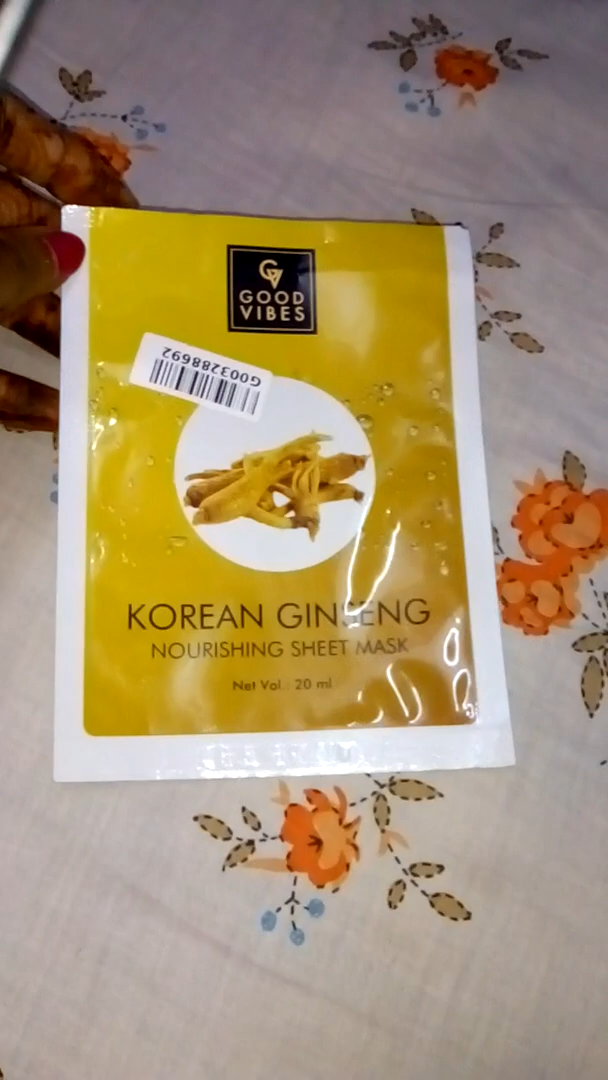 GOOD
VIBES
G003288692
KOREAN GINSENG
NOURISHING SHEET MASK
Net Vol.: 20 ml